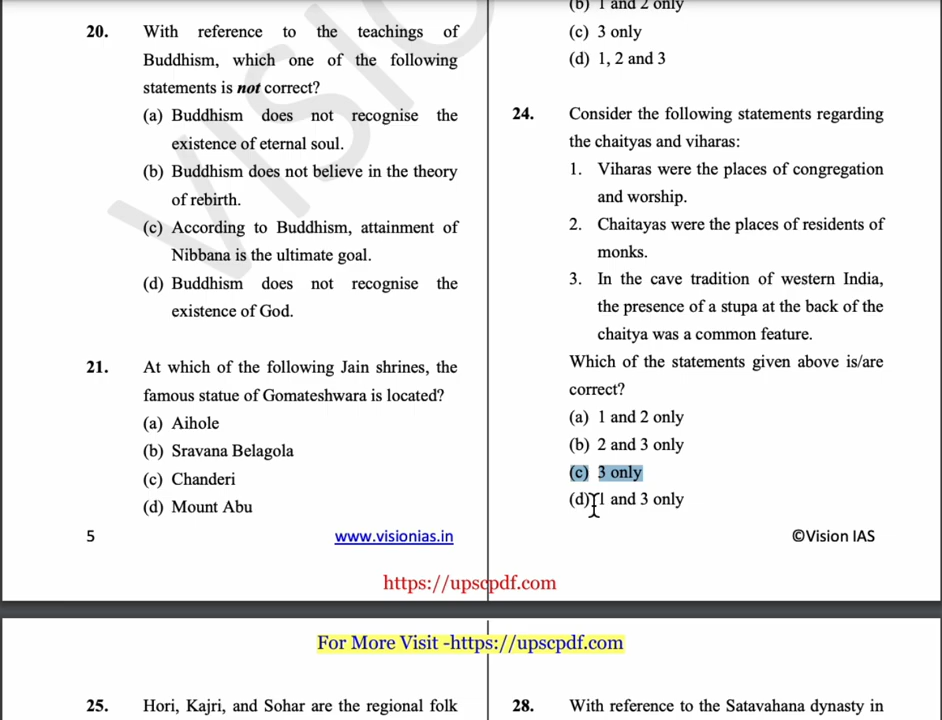 20. With reference to the teachings of
Buddhism, which one of the following
statements is not correct?
(a) Buddhism does not recognise the
existence of eternal soul.
(b) Buddhism does not believe in the theory
of rebirth.
(c) According to Buddhism, attainment of
Nibbana is the ultimate goal.
(d) Buddhism does not recognise the
existence of God.
21. At which of the following Jain shrines, the
famous statue of Gomateshwara is located?
(a) Aihole
(b) Sravana Belagola
(c) Chanderi
(d) Mount Abu
(b) 1 and 2 only
(c) 3 only
(d) 1, 2 and 3
24. Consider the following statements regarding
the chaityas and viharas:
1. Viharas were the places of congregation
and worship.
2. Chaitayas were the places of residents of
monks.
3. In the cave tradition of western India,
the presence of a stupa at the back of the
chaitya was a common feature.
Which of the statements given above is/are
correct?
(a) 1 and 2 only
(b) 2 and 3 only
(c) 3 only
(d) 1 and 3 only
5 www.visionias.in ©Vision IAS
https://upscpdf.com
For More Visit -https://upscpdf.com
25. Hori, Kajri, and Sohar are the regional folk
28. With reference to the Satavahana dynasty in